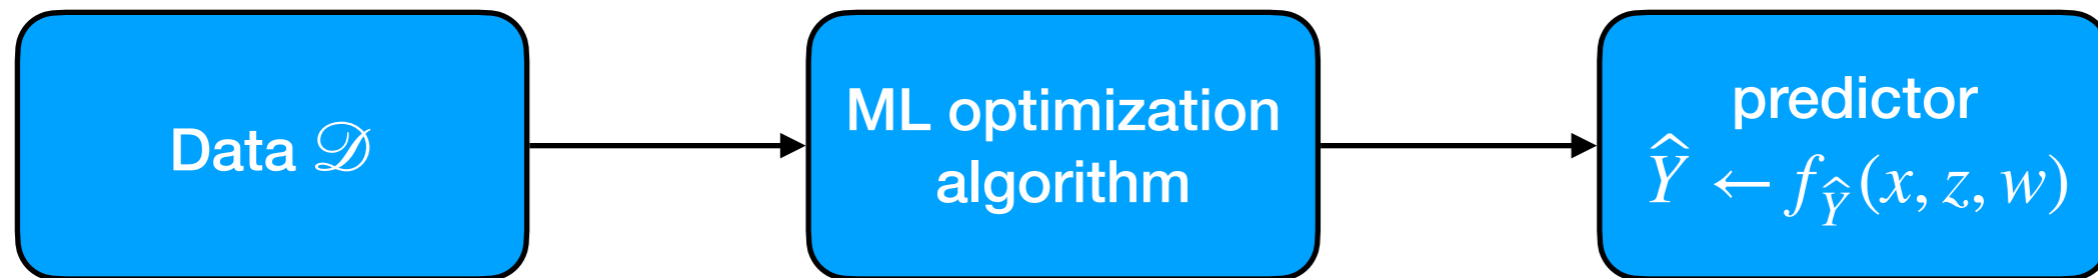 Data 𝒟
ML optimization
algorithm
predictor
Ŷ ← f_Ŷ(x, z, w)